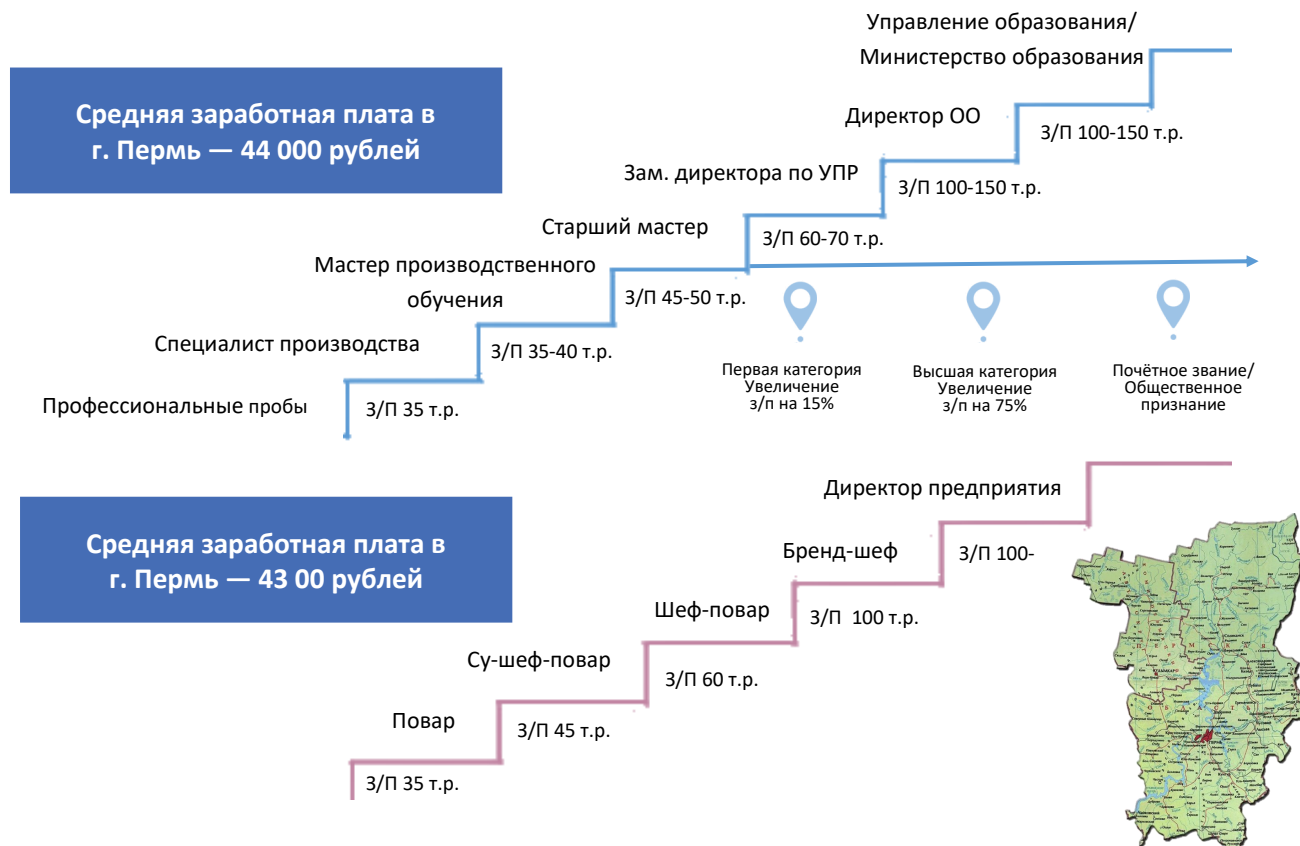 Управление образования/
Министерство образования
Средняя заработная плата в
г. Пермь — 44 000 рублей
Директор ОО
З/П 100-150 т.р.
Зам. директора по УПР
З/П 100-150 т.р.
Старший мастер
З/П 60-70 т.р.
Мастер производственного
обучения
З/П 45-50 т.р.
Специалист производства
З/П 35-40 т.р.
Профессиональные пробы
З/П 35 т.р.
Первая категория
Увеличение
з/п на 15%
Высшая категория
Увеличение
з/п на 75%
Почётное звание/
Общественное
признание
Директор предприятия
Средняя заработная плата в
г. Пермь — 43 00 рублей
Бренд-шеф
З/П 100-
Шеф-повар
З/П 100 т.р.
Су-шеф-повар
З/П 60 т.р.
Повар
З/П 45 т.р.
З/П 35 т.р.